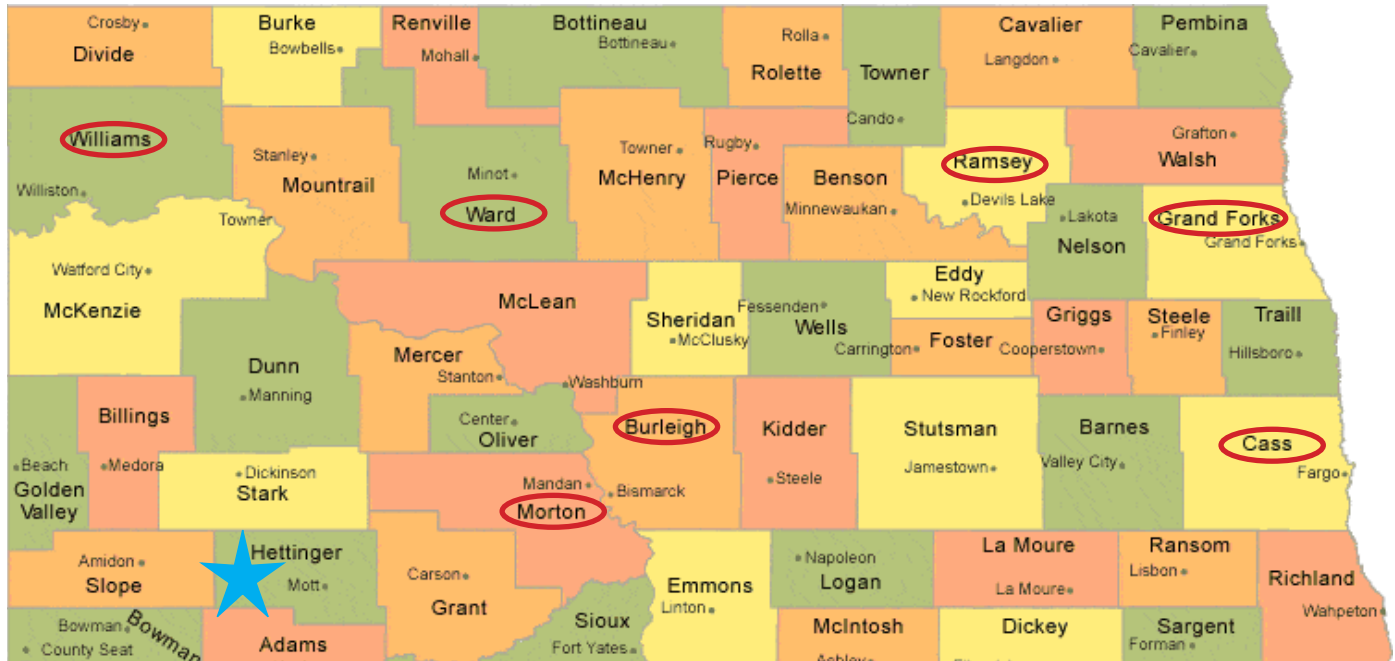 Crosby
Divide
Burke
Bowbells
Renville
Mohall
Bottineau
Bottineau
Rolla
Rolette
Towner
Cando
Cavalier
Langdon
Pembina
Cavalier
Williams
Williston
Stanley
Mountrail
Minot
Ward
Towner
McHenry
Rugby
Pierce
Benson
Minnewaukan
Ramsey
Devils Lake
Grafton
Walsh
Lakota
Nelson
Grand Forks
Grand Forks
Towner
Watford City
McKenzie
McLean
Washburn
Sheridan
McClusky
Fessenden
Wells
Eddy
New Rockford
Carrington
Foster
Griggs
Cooperstown
Steele
Finley
Traill
Hillsboro
Dunn
Manning
Mercer
Stanton
Center
Oliver
Billings
Medora
Beach
Golden
Valley
Dickinson
Stark
Mandan
Morton
Burleigh
Bismarck
Kidder
Steele
Stutsman
Jamestown
Barnes
Valley City
Cass
Fargo
Amidon
Slope
Hettinger
Mott
Carson
Grant
Emmons
Linton
Napoleon
Logan
La Moure
La Moure
Ransom
Lisbon
Richland
Wahpeton
Bowman
Bowman
County Seat
Adams
Sioux
Fort Yates
McIntosh
Ashley
Dickey
Sargent
Forman